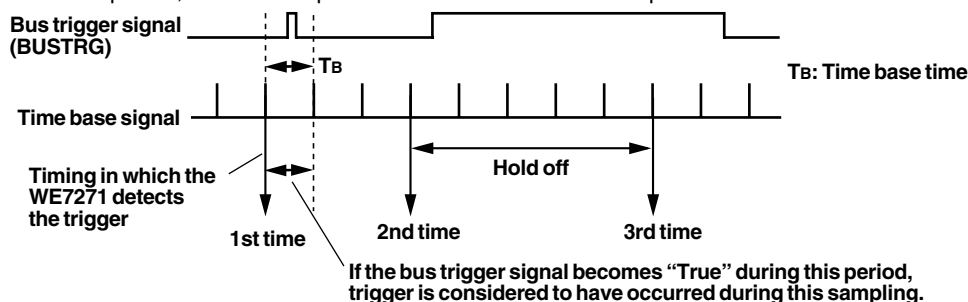 Bus trigger signal
(BUSTRG)
TB
TB: Time base time
Time base signal
Hold off
Timing in which the
WE7271 detects
the trigger
1st time
2nd time
3rd time
If the bus trigger signal becomes “True” during this period,
trigger is considered to have occurred during this sampling.